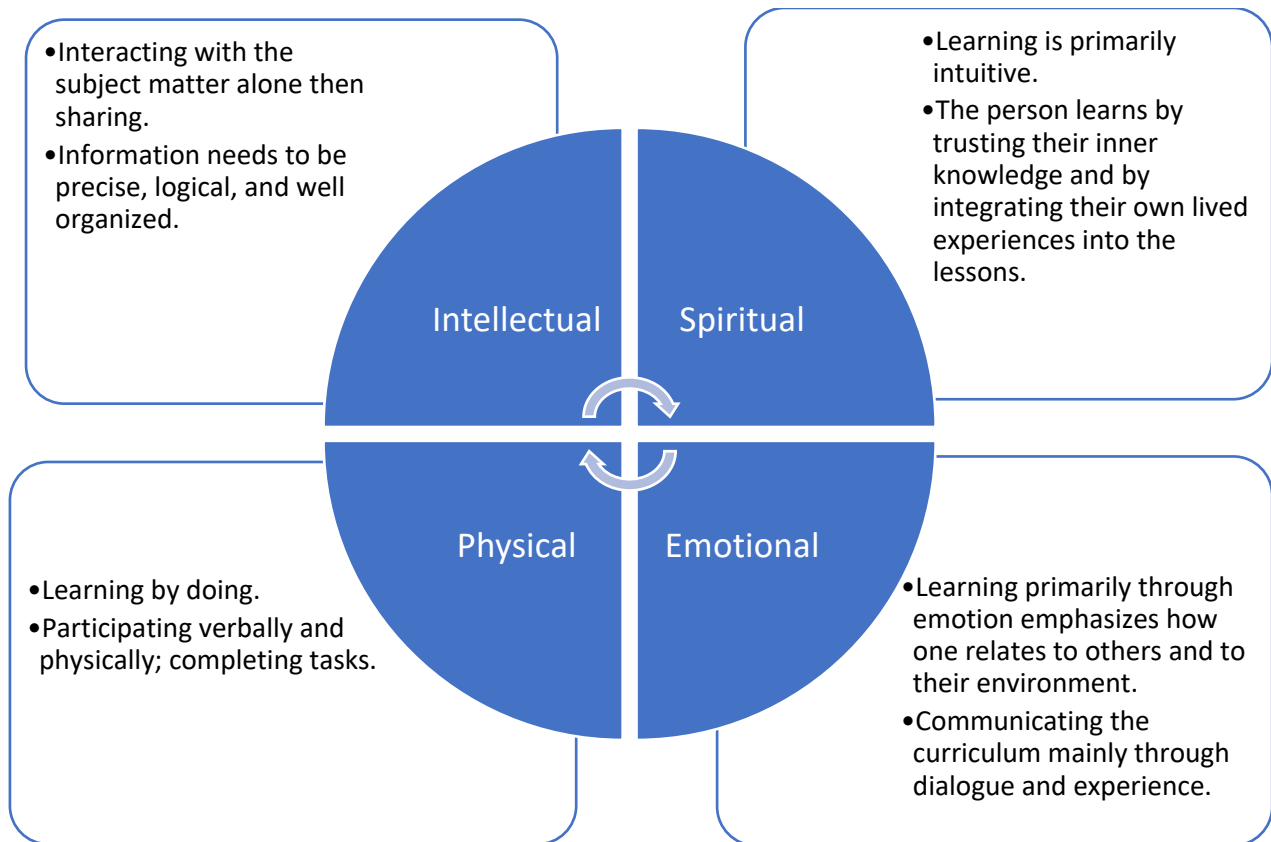 •Interacting with the
subject matter alone then
sharing.
•Information needs to be
precise, logical, and well
organized.
•Learning is primarily
intuitive.
•The person learns by
trusting their inner
knowledge and by
integrating their own lived
experiences into the
lessons.
Intellectual
Spiritual
Physical
Emotional
•Learning by doing.
•Participating verbally and
physically; completing tasks.
•Learning primarily through
emotion emphasizes how
one relates to others and to
their environment.
•Communicating the
curriculum mainly through
dialogue and experience.